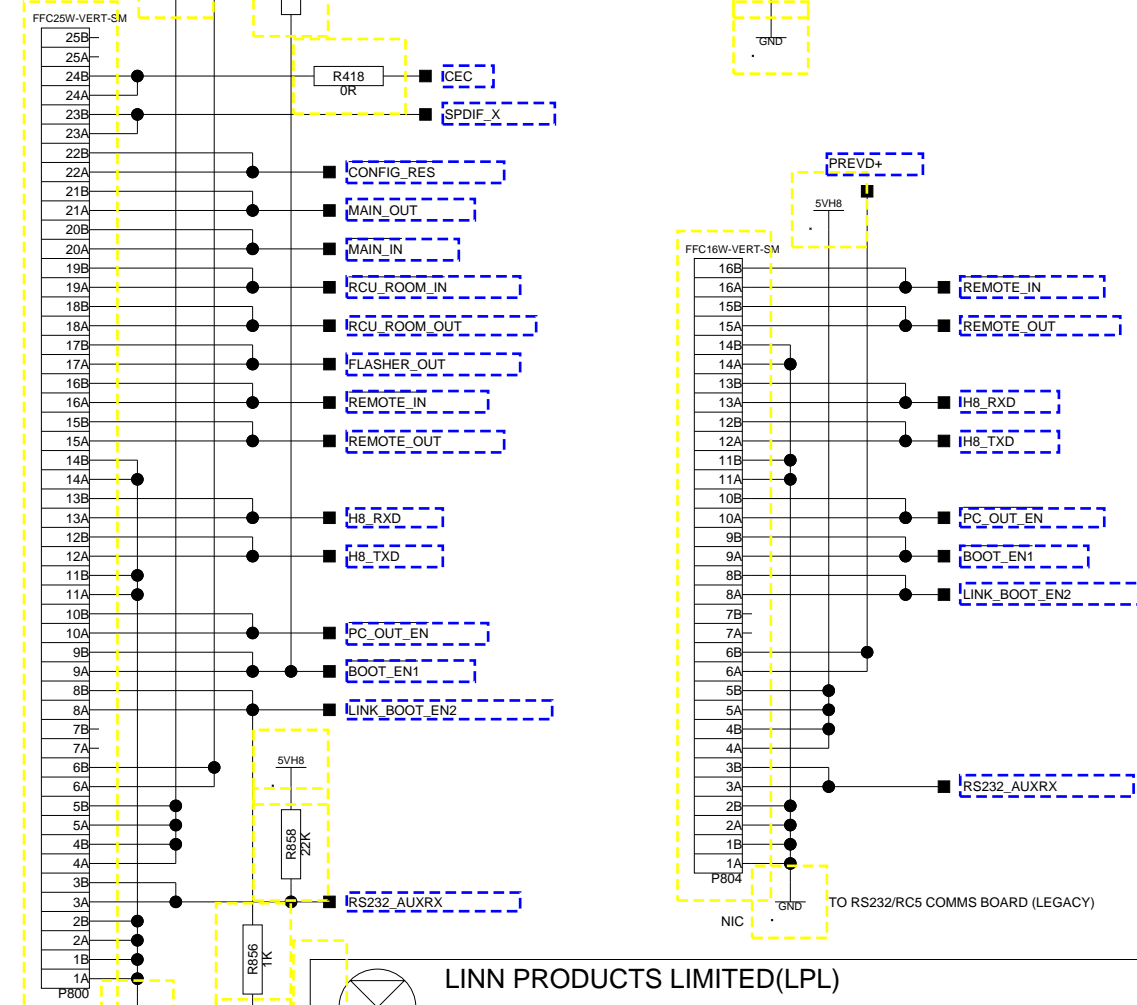 FFC25W-VERT-SM
25B
25A
24B
24A
23B
23A
22B
22A
21B
21A
20B
20A
19B
19A
18B
18A
17B
17A
16B
16A
15B
15A
14B
14A
13B
13A
12B
12A
11B
11A
10B
10A
9B
9A
8B
8A
7B
7A
6B
6A
5B
5A
4B
4A
3B
3A
2B
2A
1B
1A
P800
R418
0R
CEC
SPDIF_X
CONFIG_RES
MAIN_OUT
MAIN_IN
RCU_ROOM_IN
RCU_ROOM_OUT
FLASHER_OUT
REMOTE_IN
REMOTE_OUT
H8_RXD
H8_TXD
PC_OUT_EN
BOOT_EN1
LINK_BOOT_EN2
5VH8
R858
22K
RS232_AUXRX
R856
1K
GND
PREVD+
5VH8
FFC16W-VERT-SM
16B
16A
15B
15A
14B
14A
13B
13A
12B
12A
11B
11A
10B
10A
9B
9A
8B
8A
7B
7A
6B
6A
5B
5A
4B
4A
3B
3A
2B
2A
1B
1A
P804
REMOTE_IN
REMOTE_OUT
H8_RXD
H8_TXD
PC_OUT_EN
BOOT_EN1
LINK_BOOT_EN2
RS232_AUXRX
GND
TO RS232/RC5 COMMS BOARD (LEGACY)
NIC
LINN PRODUCTS LIMITED(LPL)